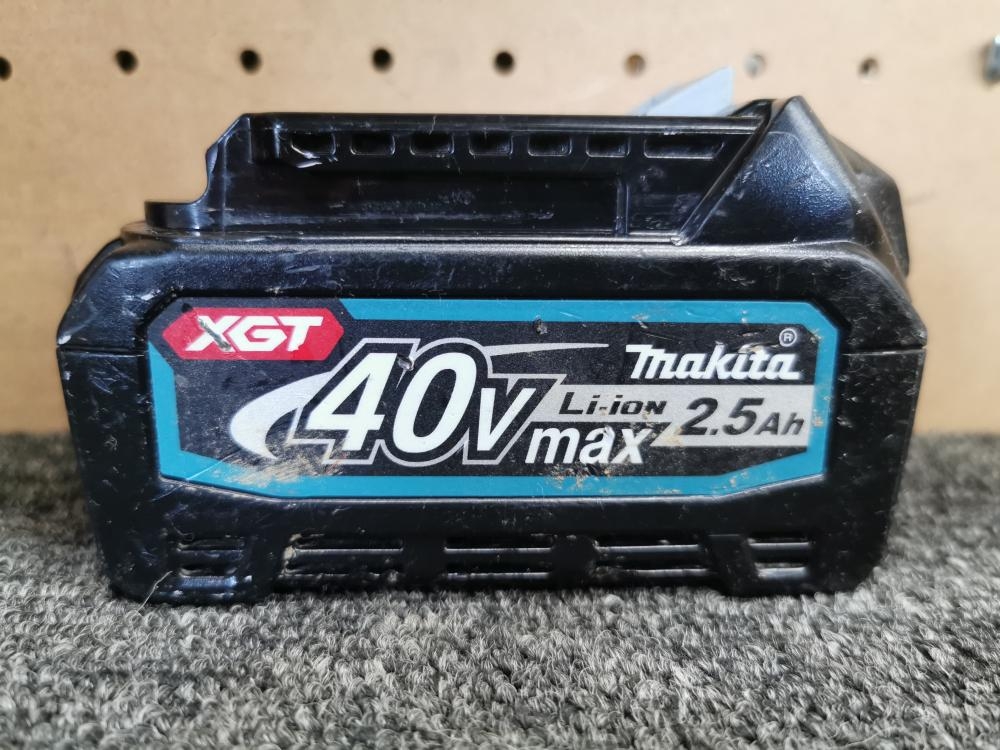 XGT
makita®
40v max
Li-ion 2.5Ah